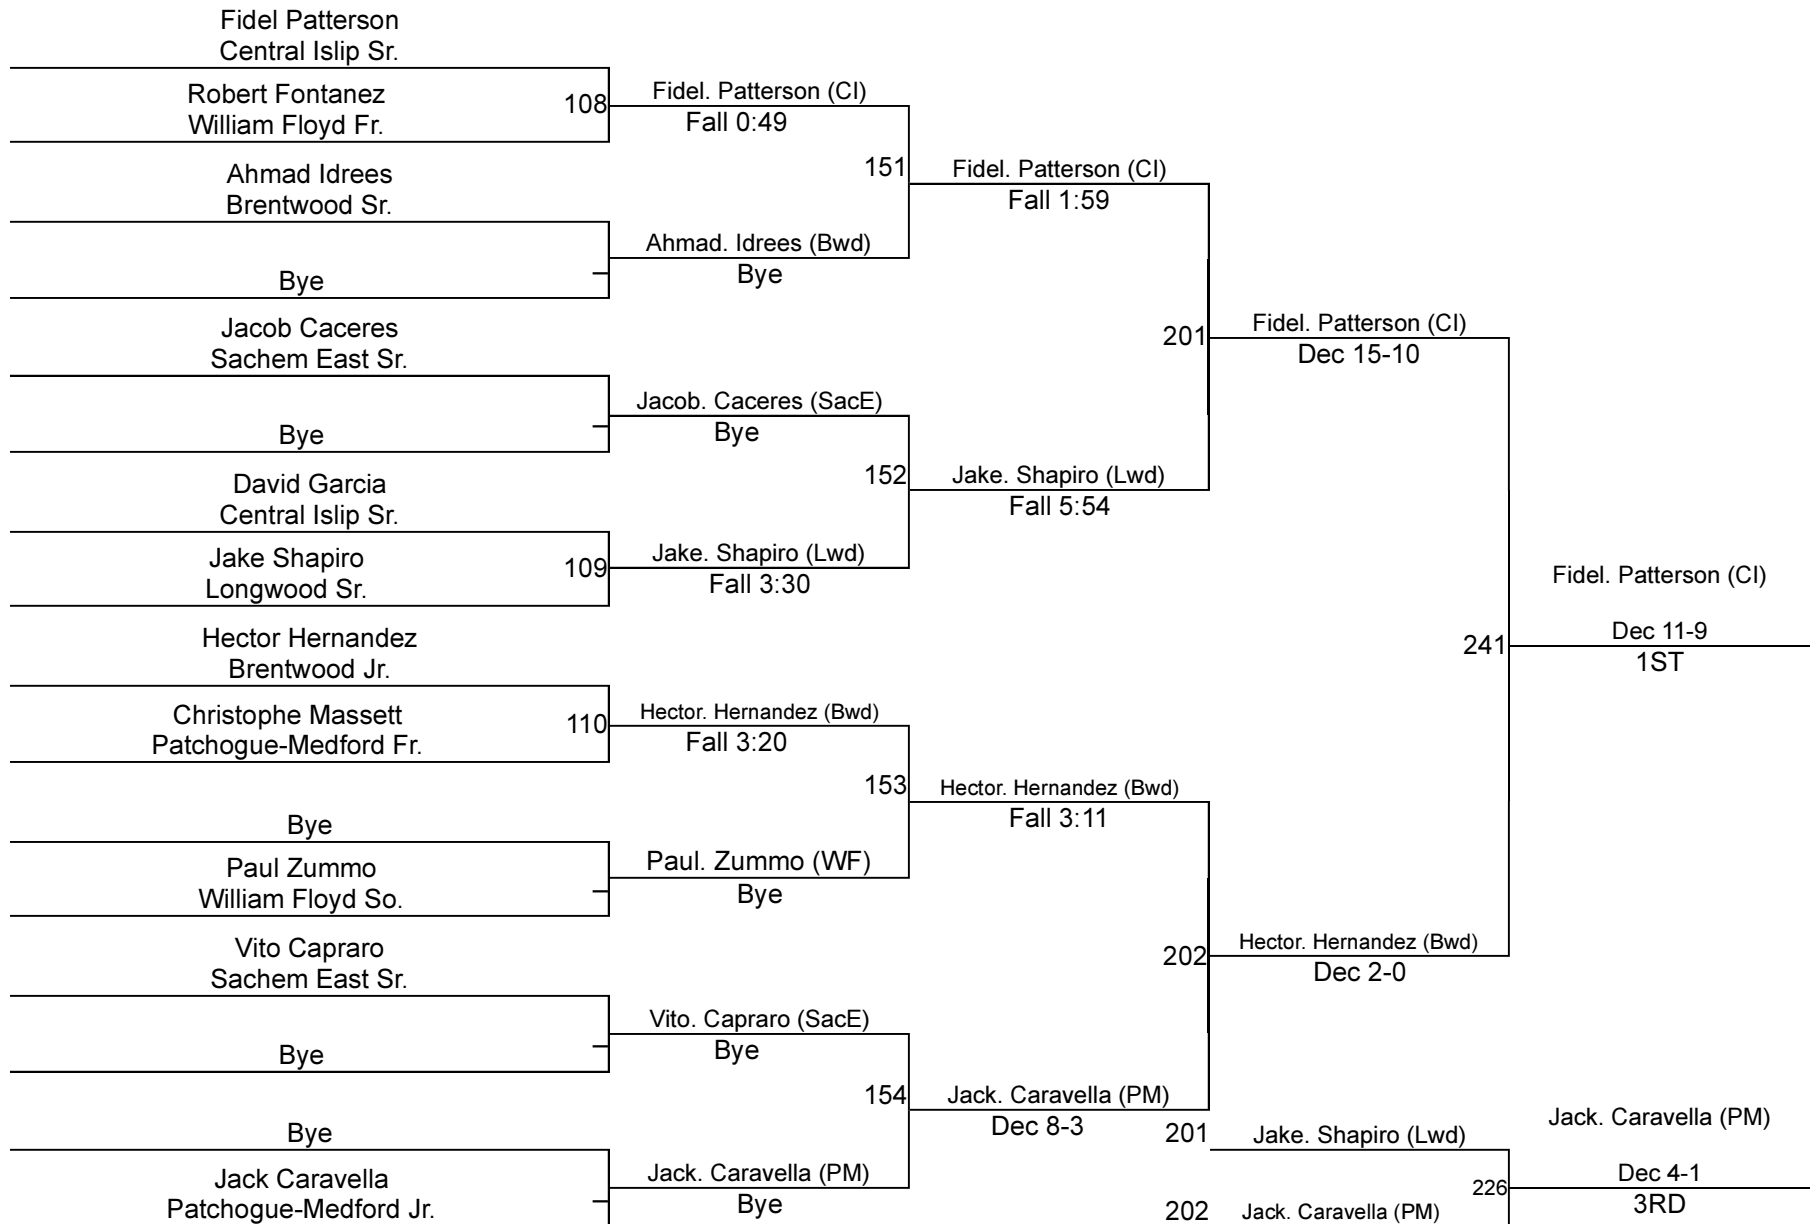 Fidel Patterson
Central Islip Sr.
Robert Fontanez
William Floyd Fr.
108
Fidel. Patterson (CI)
Fall 0:49
Ahmad Idrees
Brentwood Sr.
151
Fidel. Patterson (CI)
Fall 1:59
Ahmad. Idrees (Bwd)
Bye
Bye
Jacob Caceres
Sachem East Sr.
201
Fidel. Patterson (CI)
Dec 15-10
Jacob. Caceres (SacE)
Bye
Bye
David Garcia
Central Islip Sr.
152
Jake. Shapiro (Lwd)
Fall 5:54
Jake Shapiro
Longwood Sr.
109
Jake. Shapiro (Lwd)
Fall 3:30
Fidel. Patterson (CI)
Hector Hernandez
Brentwood Jr.
241
Dec 11-9
1ST
Christophe Massett
Patchogue-Medford Fr.
110
Hector. Hernandez (Bwd)
Fall 3:20
153
Hector. Hernandez (Bwd)
Fall 3:11
Bye
Paul Zummo
William Floyd So.
Paul. Zummo (WF)
Bye
Vito Capraro
Sachem East Sr.
202
Hector. Hernandez (Bwd)
Dec 2-0
Vito. Capraro (SacE)
Bye
Bye
154
Jack. Caravella (PM)
Dec 8-3
Bye
201
Jake. Shapiro (Lwd)
Jack. Caravella (PM)
Jack Caravella
Patchogue-Medford Jr.
Jack. Caravella (PM)
Bye
226
Dec 4-1
3RD
202
Jack. Caravella (PM)